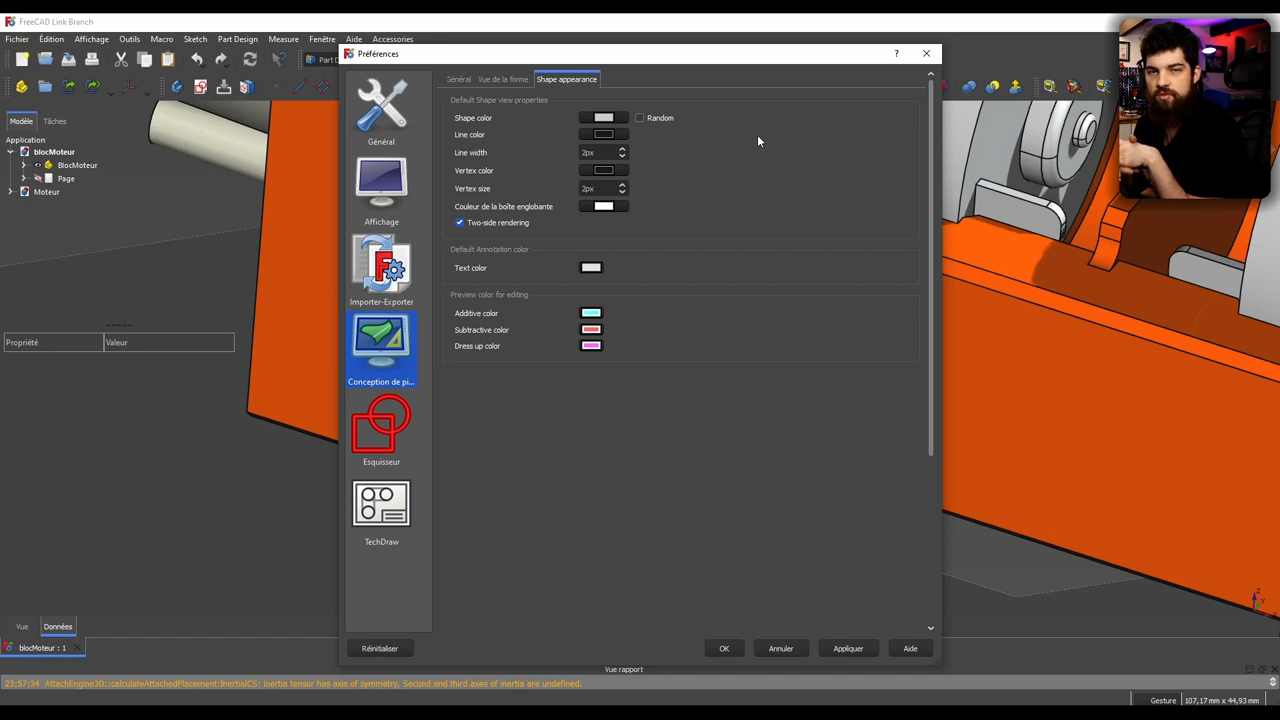 FreeCAD Link Branch
Fichier Édition Affichage Outils Macro Sketch Part Design Measure Fenêtre Aide Accessories
Part D
Préférences
?
Modèle Tâches
Application
blocMoteur
BlocMoteur
Page
Moteur
Propriété Valeur
Vue Données
blocMoteur : 1
Général
Affichage
Importer-Exporter
Conception de pi...
Esquisseur
TechDraw
Général Vue de la forme Shape appearance
Default Shape view properties
Shape color Random
Line color
Line width 2px
Vertex color
Vertex size 2px
Couleur de la boîte englobante
Two-side rendering
Default Annotation color
Text color
Preview color for editing
Additive color
Subtractive color
Dress up color
Réinitialiser OK Annuler Appliquer Aide
Vue rapport
23:57:34 AttachEngine3D::calculateAttachedPlacement:InertialCS: inertia tensor has axis of symmetry. Second and third axes of inertia are undefined.
Gesture 107,17 mm x 44,93 mm
Z
Y